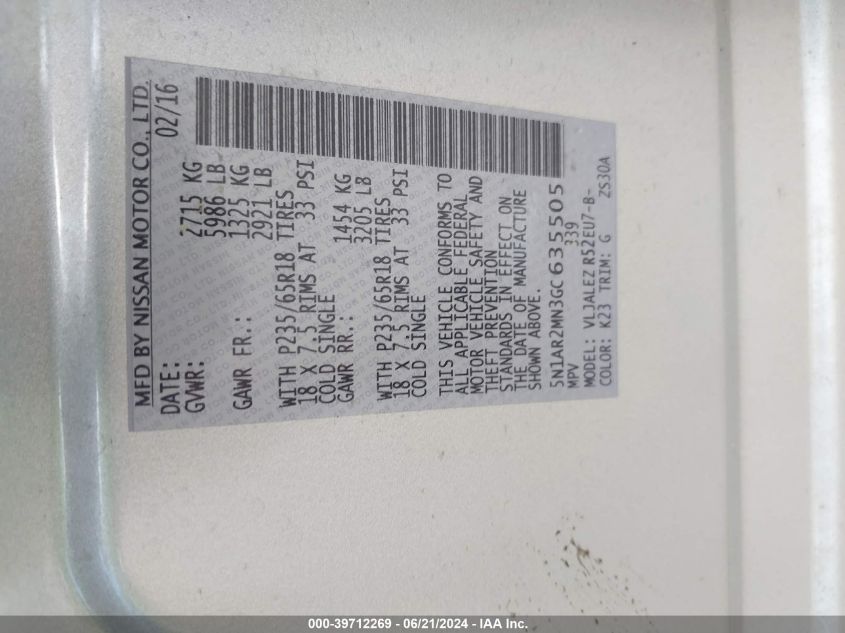 MFD BY NISSAN MOTOR CO., LTD.
DATE: 02/16
GVWR: 2715 KG
5986 LB
GAWR FR.: 1325 KG
2921 LB
WITH P235/65R18 TIRES
18 X 7.5 RIMS AT 33 PSI
COLD SINGLE
GAWR RR.: 1454 KG
3205 LB
WITH P235/65R18 TIRES
18 X 7.5 RIMS AT 33 PSI
COLD SINGLE
THIS VEHICLE CONFORMS TO
ALL APPLICABLE FEDERAL
MOTOR VEHICLE SAFETY AND
THEFT PREVENTION
STANDARDS IN EFFECT ON
THE DATE OF MANUFACTURE
SHOWN ABOVE.
5N1AR2MN3GC635505
MPV 339
MODEL: VLJALEZ R52EU7-B-
COLOR: K23 TRIM: G ZS30A
000-39712269 - 06/21/2024 - IAA Inc.